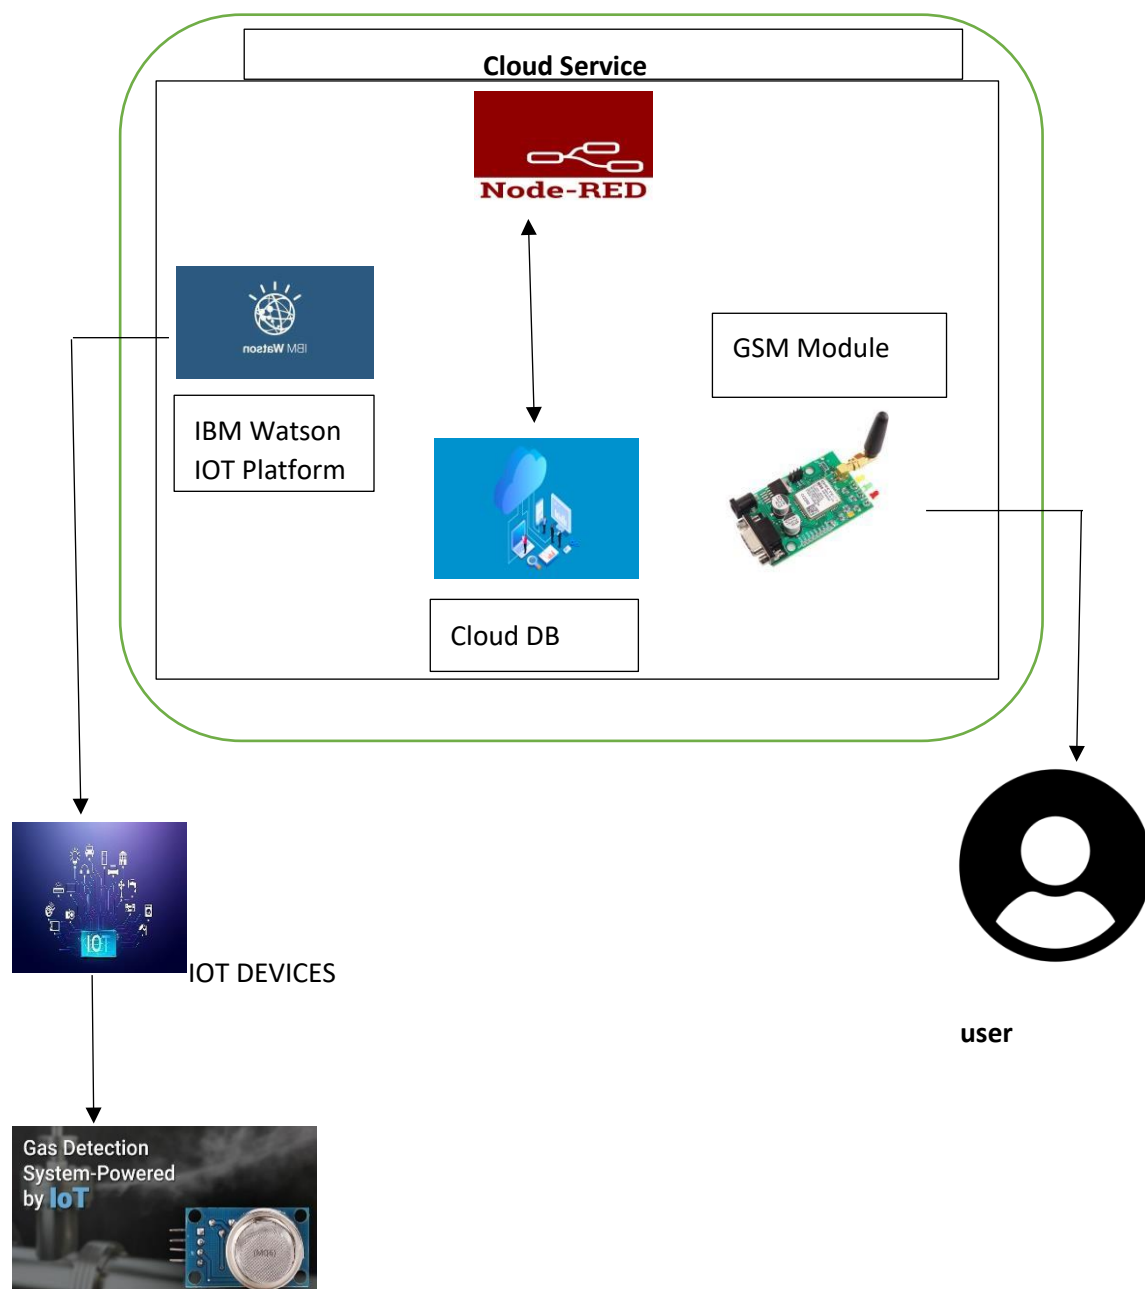 Cloud Service
Node-RED
IBM Watson
IBM Watson
IOT Platform
GSM Module
Cloud DB
IOT
IOT DEVICES
user
Gas Detection
System-Powered
by IoT
(MQ6)